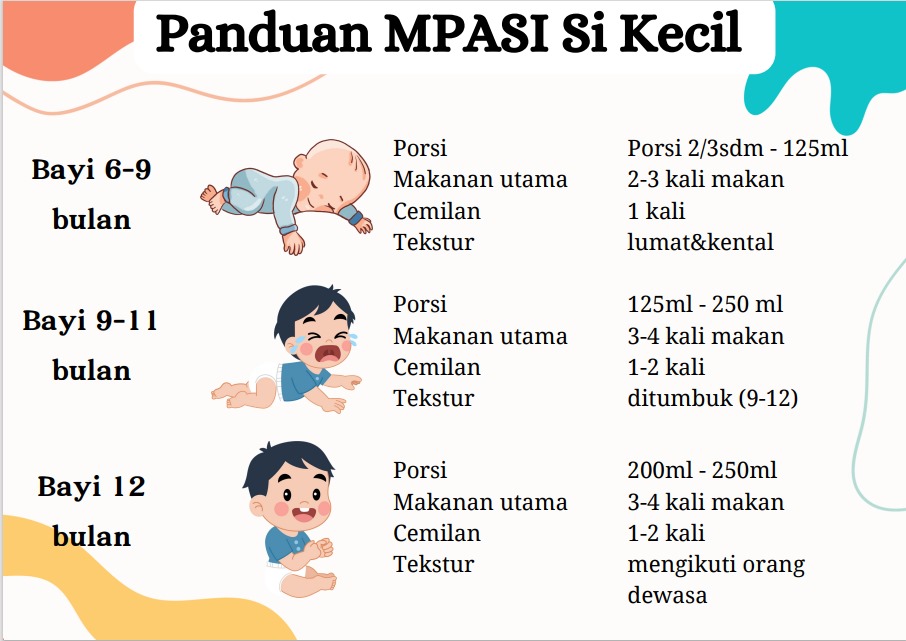 Panduan MPASI Si Kecil
Bayi 6-9
bulan
Porsi Porsi 2/3sdm - 125ml
Makanan utama 2-3 kali makan
Cemilan 1 kali
Tekstur lumat&kental
Bayi 9-11
bulan
Porsi 125ml - 250 ml
Makanan utama 3-4 kali makan
Cemilan 1-2 kali
Tekstur ditumbuk (9-12)
Bayi 12
bulan
Porsi 200ml - 250ml
Makanan utama 3-4 kali makan
Cemilan 1-2 kali
Tekstur mengikuti orang
dewasa